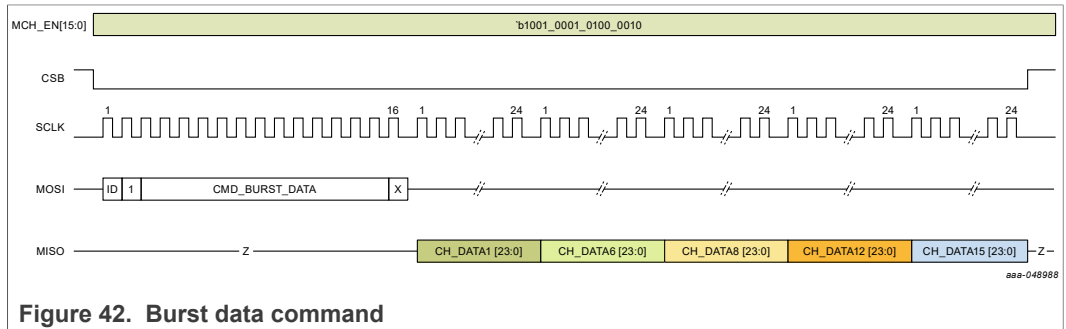 MCH_EN[15:0] `b1001_0001_0100_0010
CSB
1 16 1 24 1 24 1 24 1 24 1 24
SCLK
MOSI ID 1 CMD_BURST_DATA X
MISO Z CH_DATA1 [23:0] CH_DATA6 [23:0] CH_DATA8 [23:0] CH_DATA12 [23:0] CH_DATA15 [23:0] Z
aaa-048988
Figure 42. Burst data command